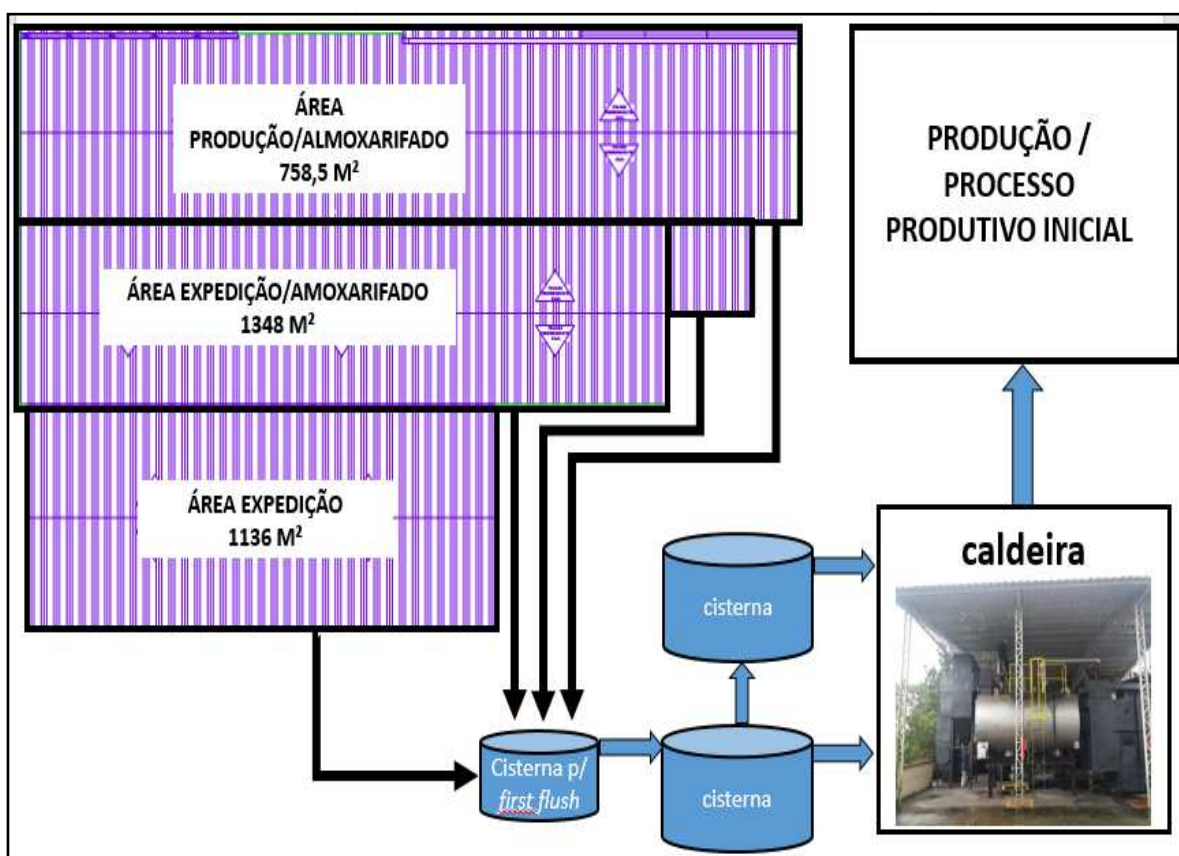 ÁREA
PRODUÇÃO/ALMOXARIFADO
758,5 M²
PRODUÇÃO /
PROCESSO
PRODUTIVO INICIAL
ÁREA EXPEDIÇÃO/AMOXARIFADO
1348 M²
ÁREA EXPEDIÇÃO
1136 M²
caldeira
cisterna
Cisterna p/
first flush
cisterna